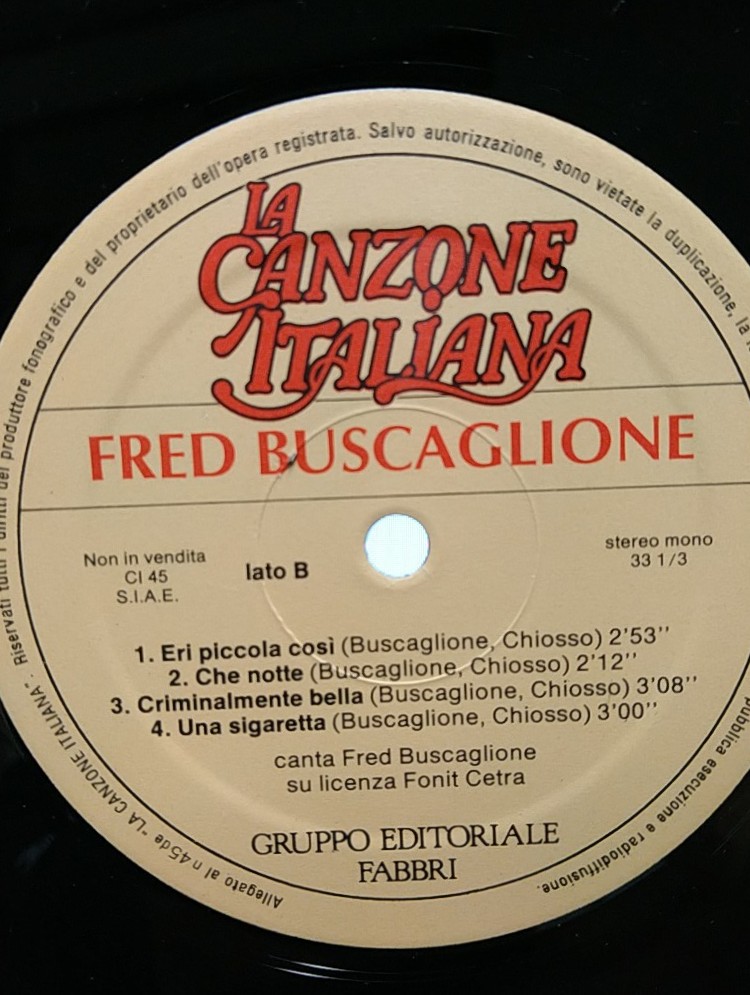 Riservati tutti i diritti del produttore fonografico e del proprietario dell'opera registrata. Salvo autorizzazione, sono vietate la duplicazione, la
pubblica esecuzione e radiodiffusione.
LA
CANZONE
ITALIANA
FRED BUSCAGLIONE
Non in vendita
CI 45
S.I.A.E.
lato B
stereo mono
33 1/3
1. Eri piccola così (Buscaglione, Chiosso) 2'53''
2. Che notte (Buscaglione, Chiosso) 2'12''
3. Criminalmente bella (Buscaglione, Chiosso) 3'08''
4. Una sigaretta (Buscaglione, Chiosso) 3'00''
canta Fred Buscaglione
su licenza Fonit Cetra
GRUPPO EDITORIALE
FABBRI
Allegato al n 45 de "LA CANZONE ITALIANA".